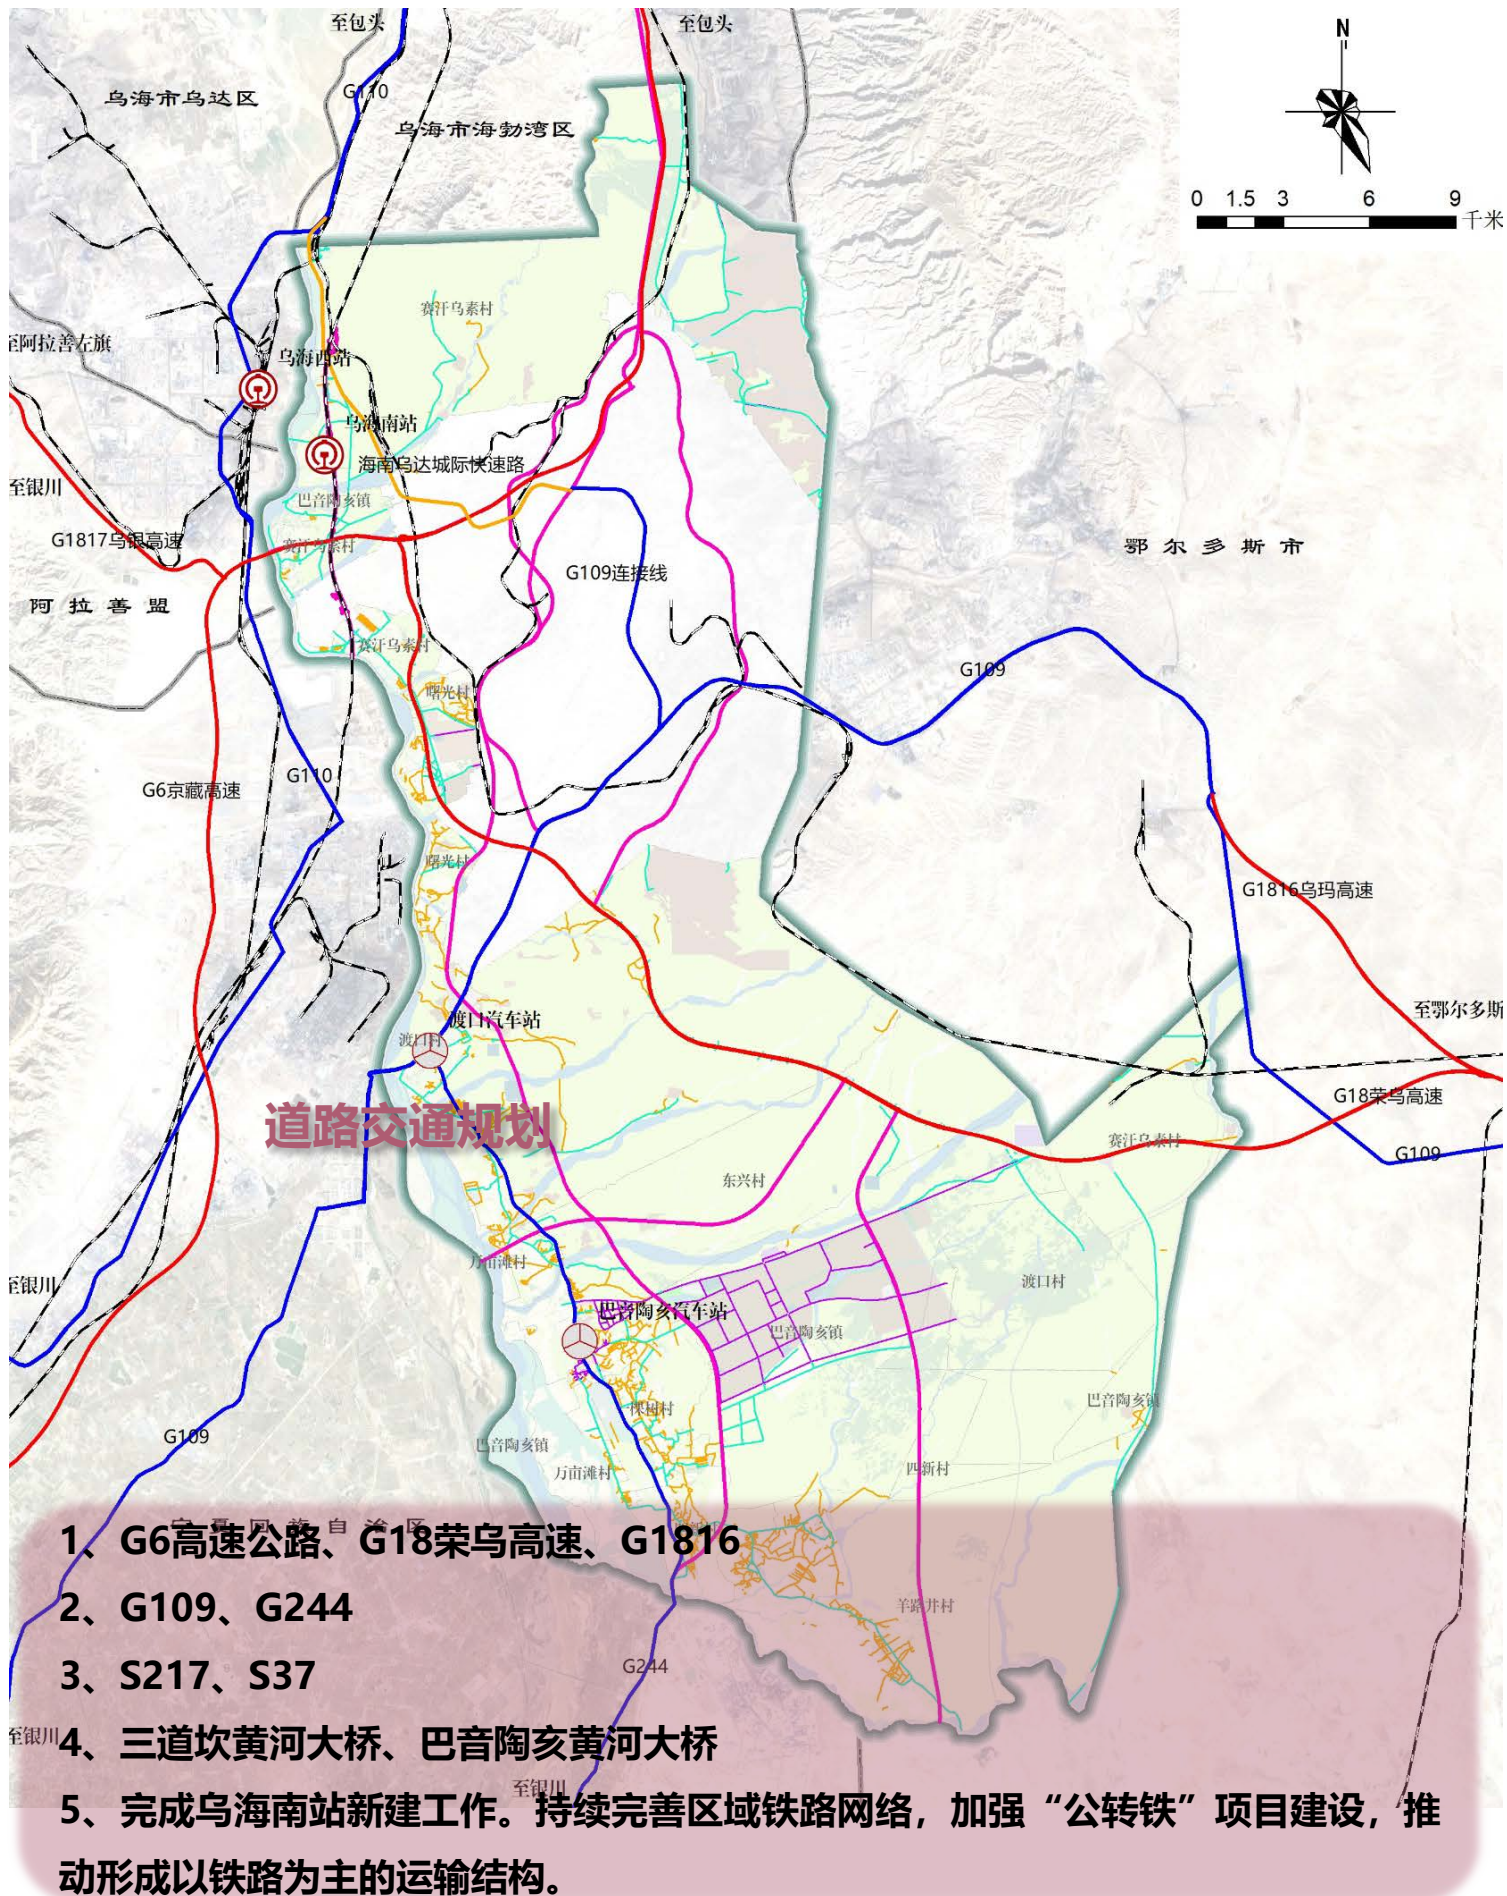 至包头
至包头
N
G110
乌海市乌达区
乌海市海勃湾区
0 1.5 3 6 9 千米
赛汗乌素村
至阿拉善左旗
乌海西站
乌海南站
海南乌达城际快速路
至银川
巴音陶亥镇
G1817乌银高速
赛汗乌素村
鄂尔多斯市
G109连接线
阿拉善盟
赛汗乌素村
G109
曙光村
G110
G6京藏高速
曙光村
G1816乌玛高速
至鄂尔多斯
渡口汽车站
渡口村
G18荣乌高速
道路交通规划
赛汗乌素村
G109
东兴村
万亩滩村
至银川
渡口村
巴音陶亥汽车站
巴音陶亥镇
巴音陶亥镇
棵树村
G109
巴音陶亥镇
万亩滩村
四新村
宁夏回族自治区
1、G6高速公路、G18荣乌高速、G1816
2、G109、G244
羊路井村
3、S217、S37
G244
至银川
4、三道坎黄河大桥、巴音陶亥黄河大桥
至银川
5、完成乌海南站新建工作。持续完善区域铁路网络，加强“公转铁”项目建设，推
动形成以铁路为主的运输结构。